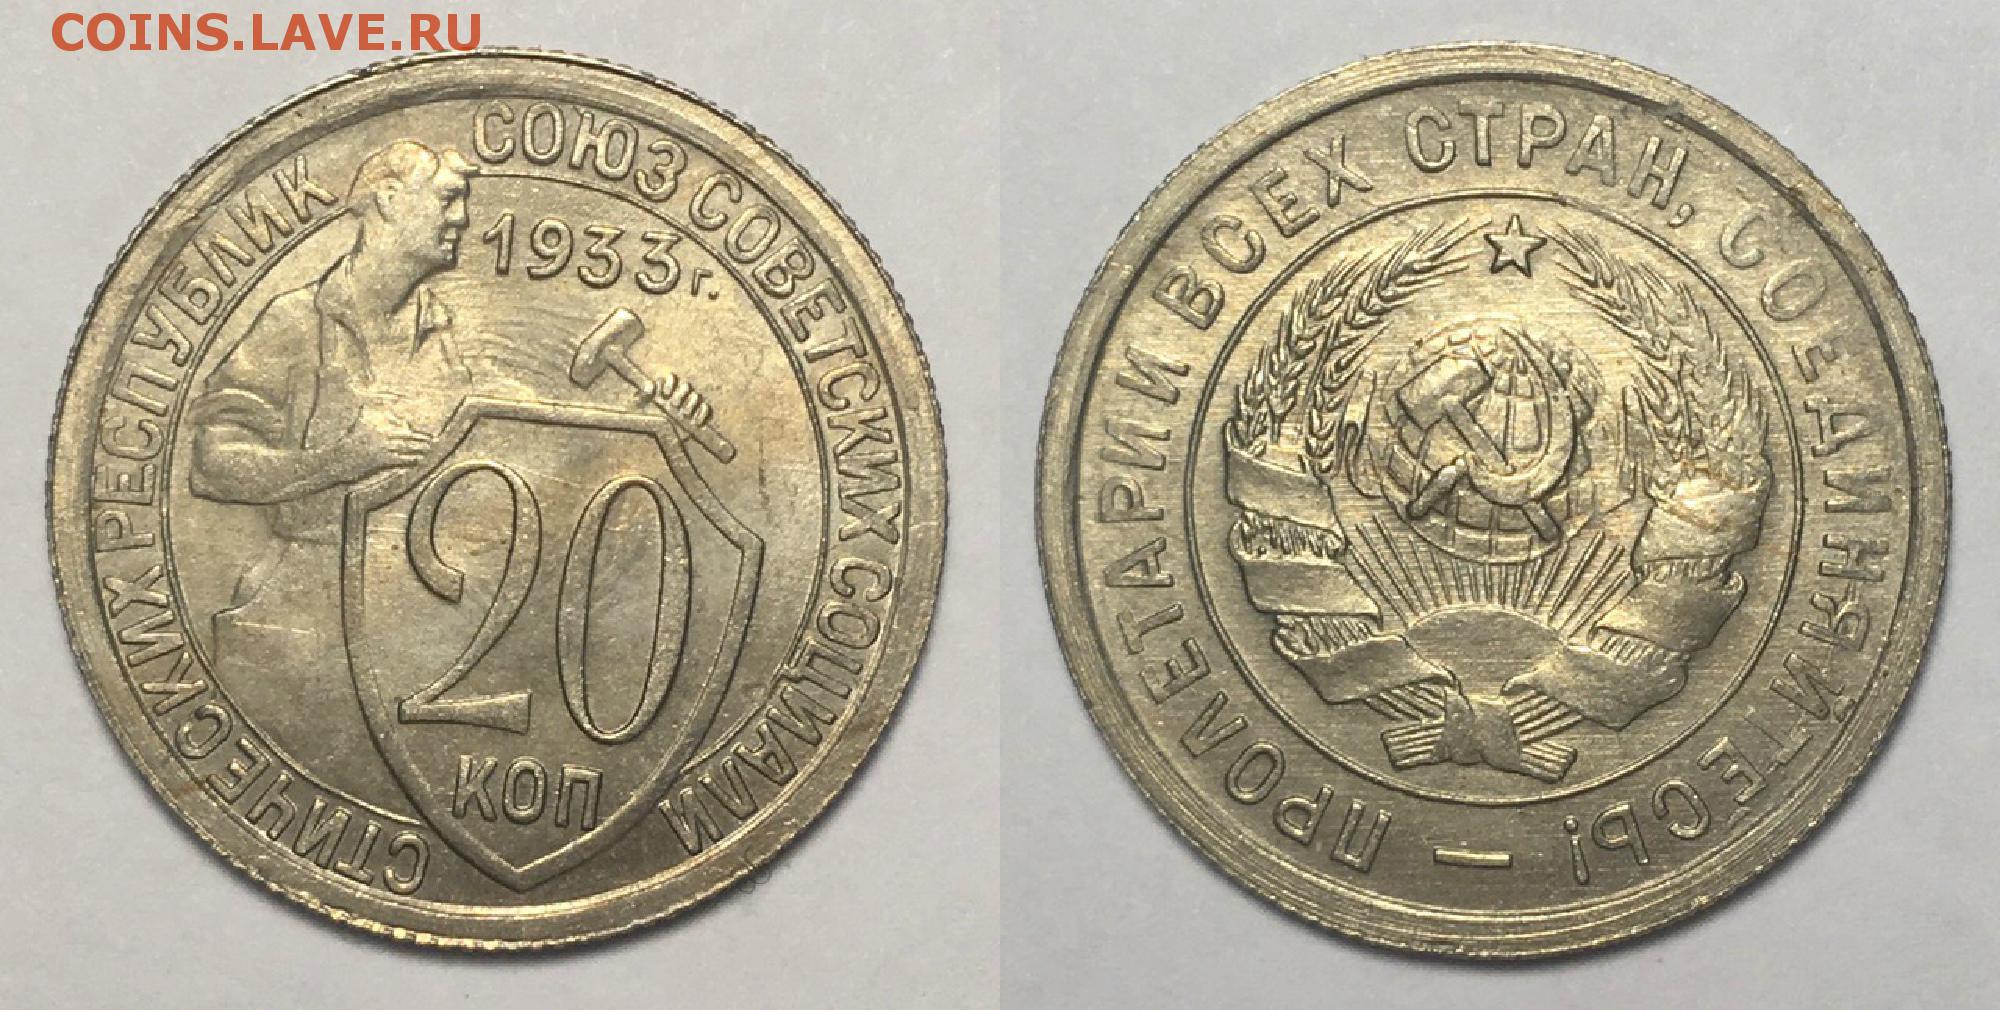 COINS.LAVE.RU
СОЮЗ СОВЕТСКИХ СОЦИАЛИСТИЧЕСКИХ РЕСПУБЛИК
1933 г.
20
КОП
ПРОЛЕТАРИИ ВСЕХ СТРАН, СОЕДИНЯЙТЕСЬ! —